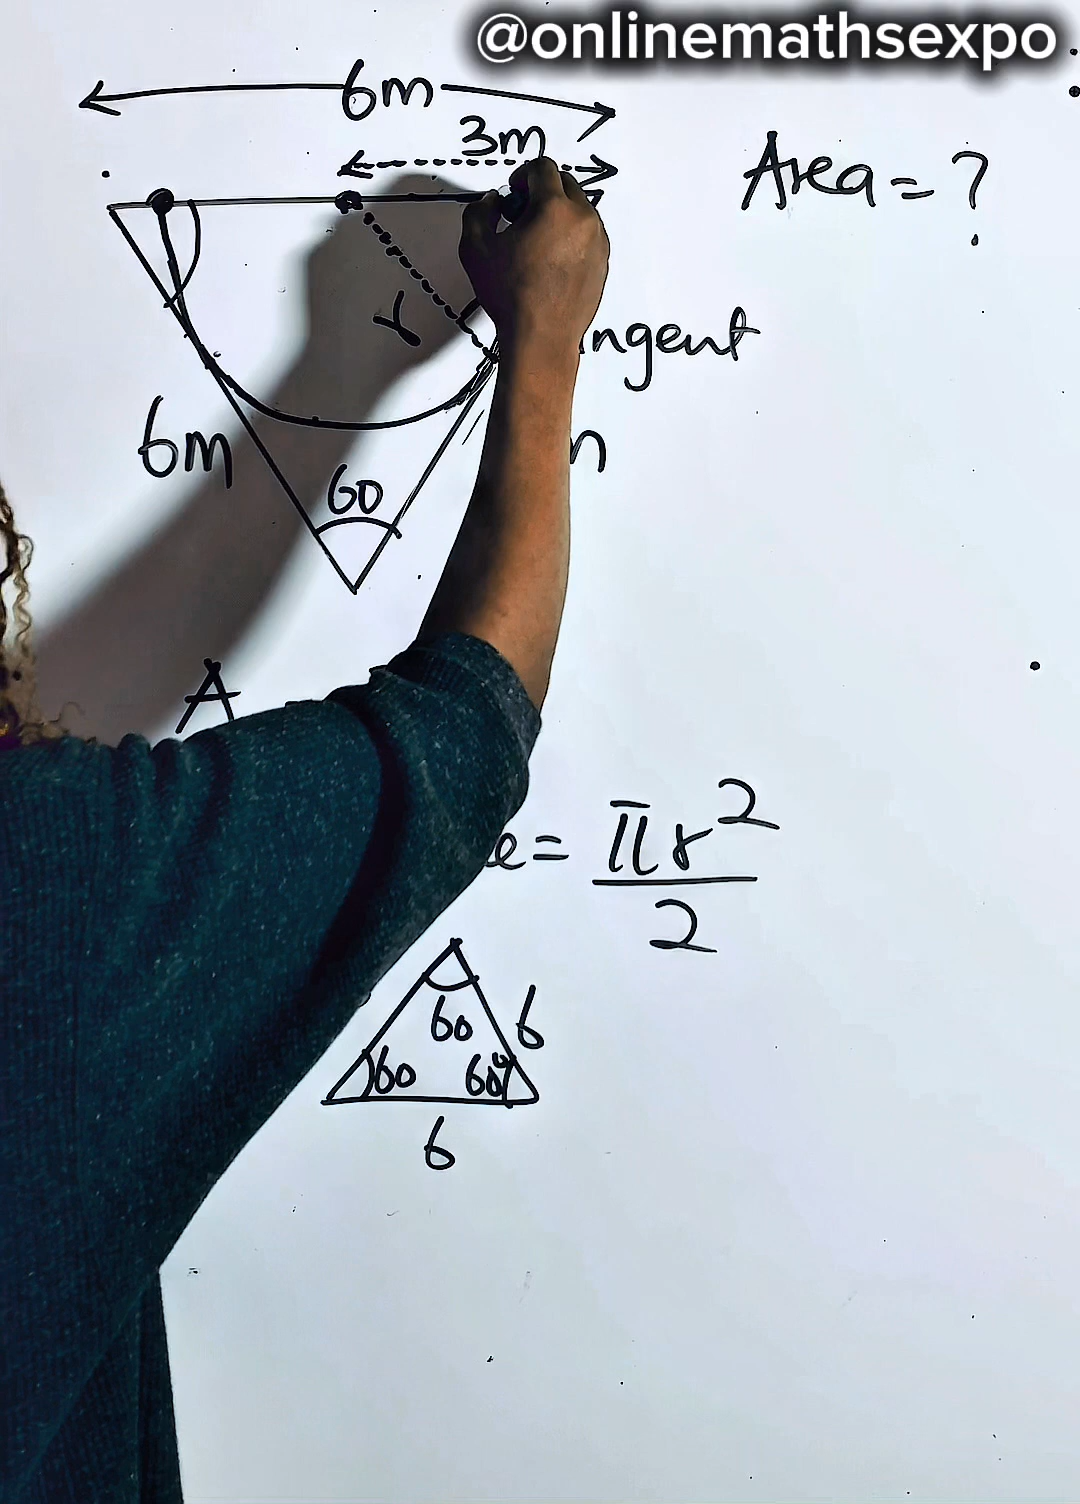 @onlinemathsexpo
6m
3m
Area = ?
r
ngent
6m
n
60
A
e = πr²
2
60
6
60
60°
6